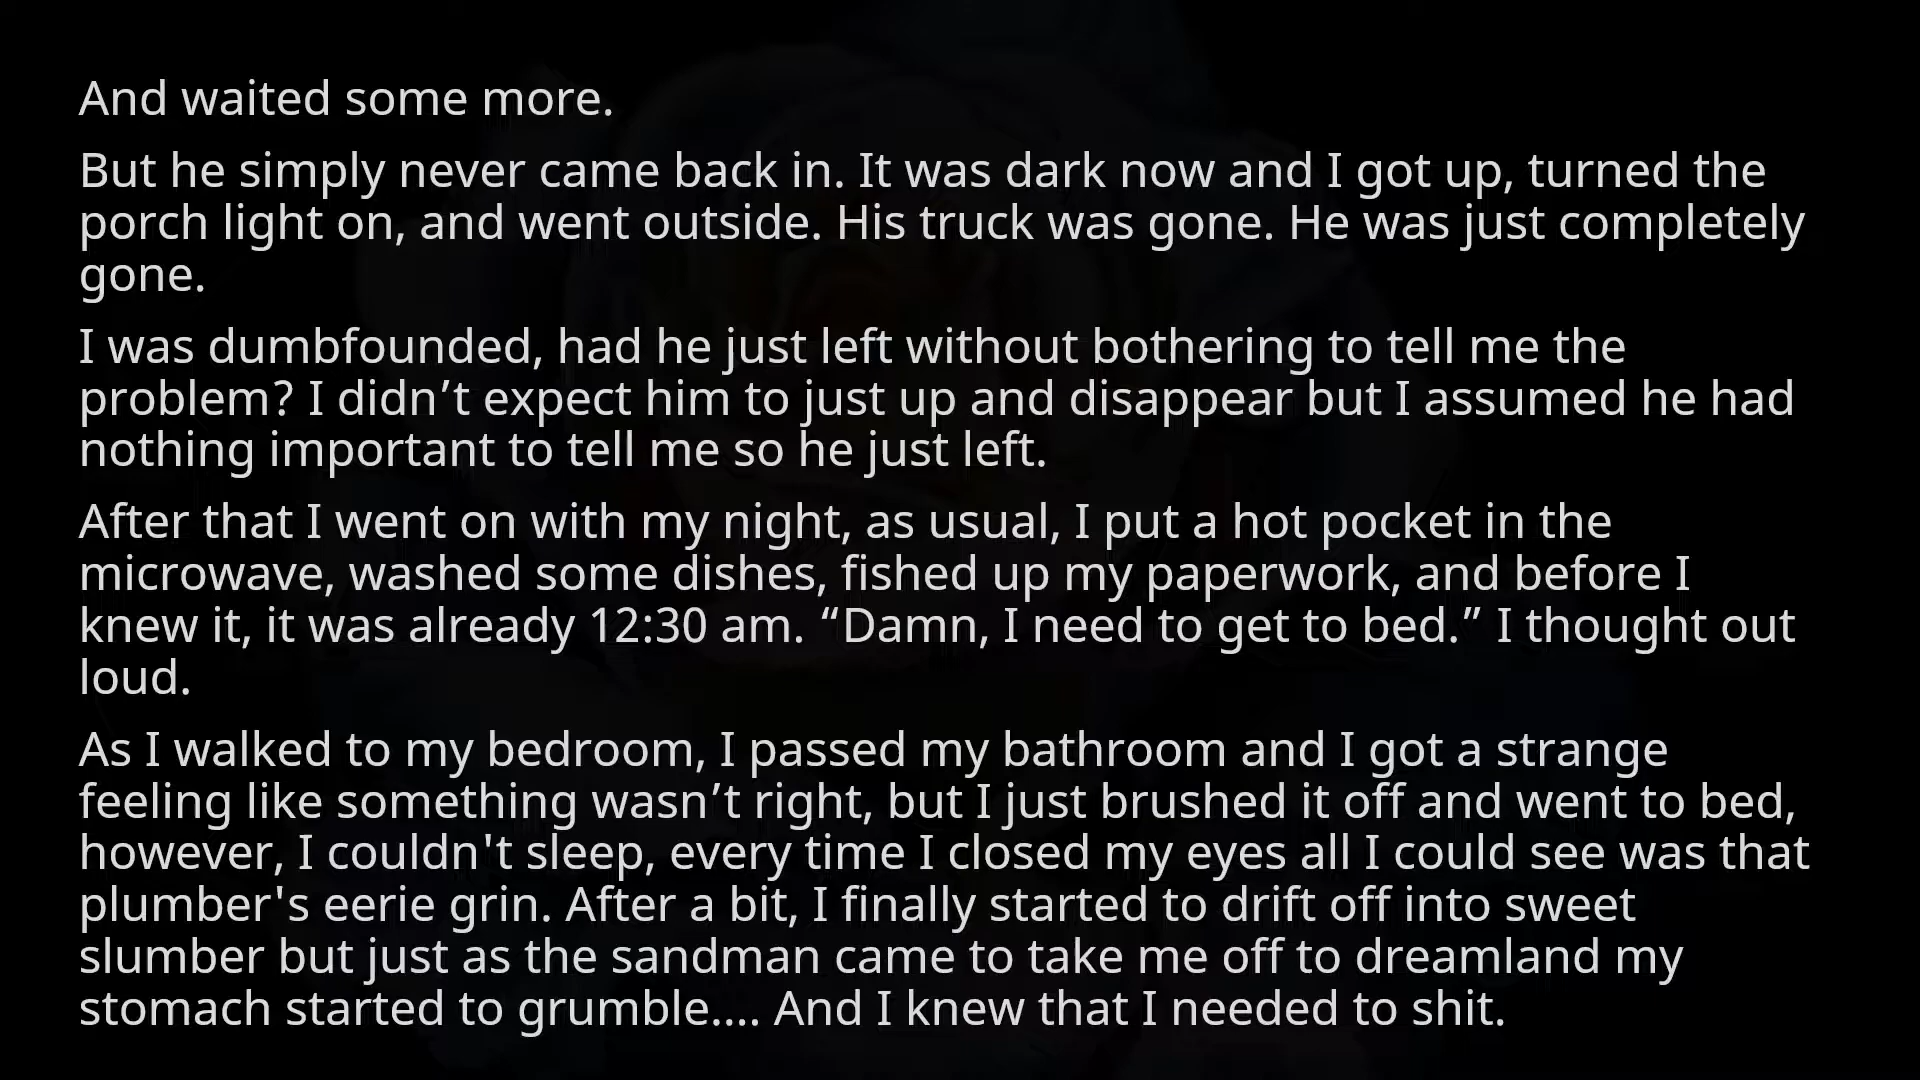 And waited some more.
But he simply never came back in. It was dark now and I got up, turned the
porch light on, and went outside. His truck was gone. He was just completely
gone.
I was dumbfounded, had he just left without bothering to tell me the
problem? I didn’t expect him to just up and disappear but I assumed he had
nothing important to tell me so he just left.
After that I went on with my night, as usual, I put a hot pocket in the
microwave, washed some dishes, fished up my paperwork, and before I
knew it, it was already 12:30 am. “Damn, I need to get to bed.” I thought out
loud.
As I walked to my bedroom, I passed my bathroom and I got a strange
feeling like something wasn’t right, but I just brushed it off and went to bed,
however, I couldn't sleep, every time I closed my eyes all I could see was that
plumber's eerie grin. After a bit, I finally started to drift off into sweet
slumber but just as the sandman came to take me off to dreamland my
stomach started to grumble.... And I knew that I needed to shit.